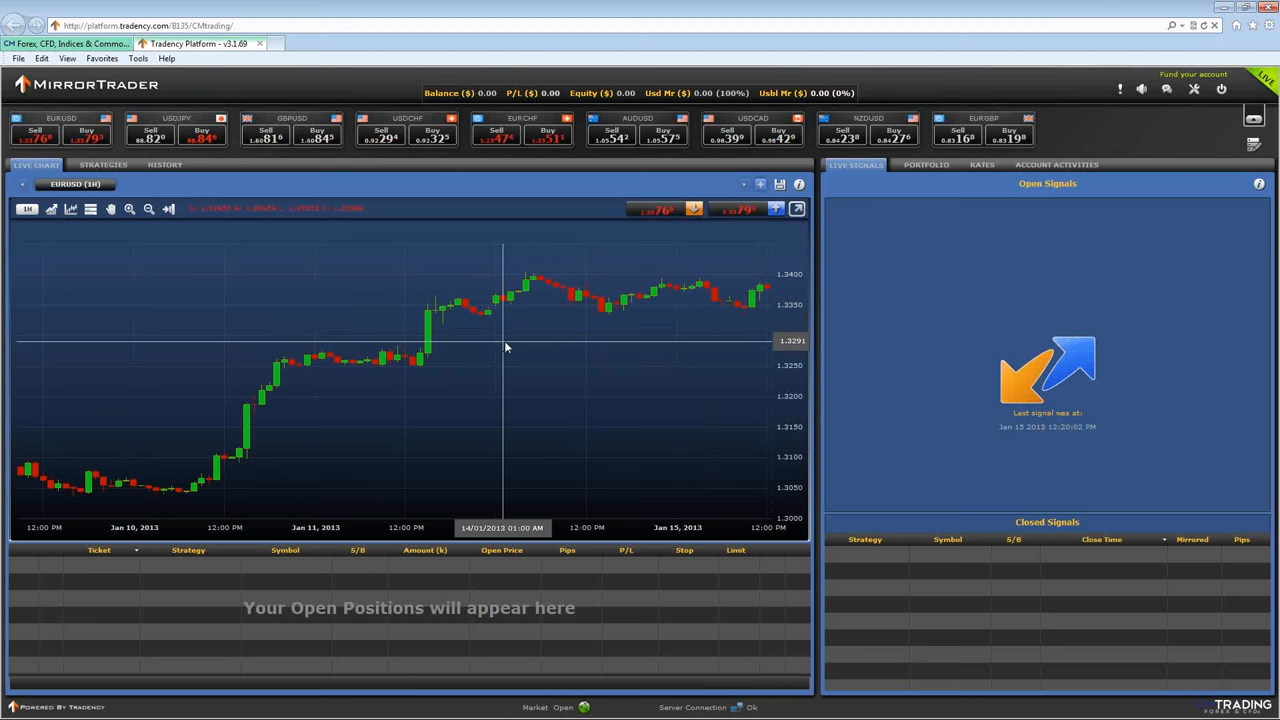 http://platform.tradency.com/B135/CMtrading/
CM Forex, CFD, Indices & Commo...
Tradency Platform - v3.1.69
File Edit View Favorites Tools Help
MIRRORTRADER
Fund your account
LIVE
Balance ($) 0.00 P/L ($) 0.00 Equity ($) 0.00 Usd Mr ($) 0.00 (100%) Usbl Mr ($) 0.00 (0%)
EURUSD USDJPY GBPUSD USDCHF EURCHF AUDUSD USDCAD NZDUSD EURGBP
Sell Buy Sell Buy Sell Buy Sell Buy Sell Buy Sell Buy Sell Buy Sell Buy Sell Buy
LIVE CHART STRATEGIES HISTORY
LIVE SIGNALS PORTFOLIO RATES ACCOUNT ACTIVITIES
EURUSD (1H)
Open Signals
1H
1.3400
1.3350
1.3291
1.3250
1.3200
1.3150
1.3100
1.3050
1.3000
12:00 PM Jan 10, 2013 12:00 PM Jan 11, 2013 12:00 PM 14/01/2013 01:00 AM 12:00 PM Jan 15, 2013 12:00 PM
Last signal was at:
Jan 15 2013 12:20:02 PM
Closed Signals
Strategy Symbol S/B Close Time Mirrored Pips
Ticket Strategy Symbol S/B Amount (k) Open Price Pips P/L Stop Limit
Your Open Positions will appear here
POWERED BY TRADENCY
Market Open
Server Connection Ok
TRADING
FOREX & CFDs